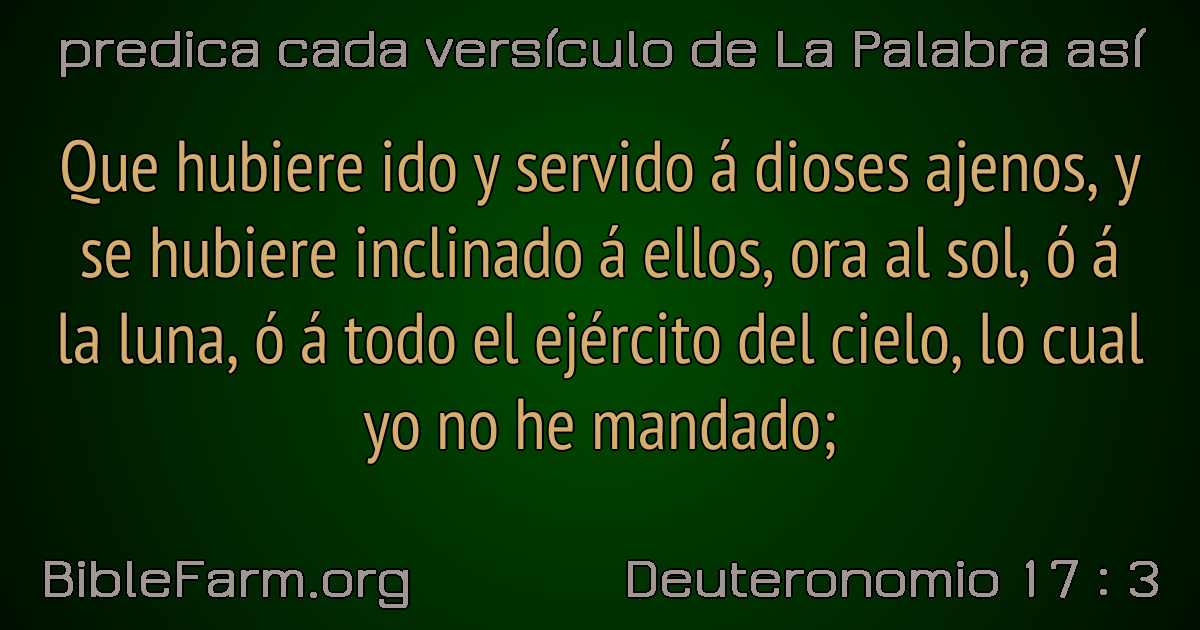 predica cada versículo de La Palabra así
Que hubiere ido y servido á dioses ajenos, y
se hubiere inclinado á ellos, ora al sol, ó á
la luna, ó á todo el ejército del cielo, lo cual
yo no he mandado;
BibleFarm.org
Deuteronomio 17 : 3